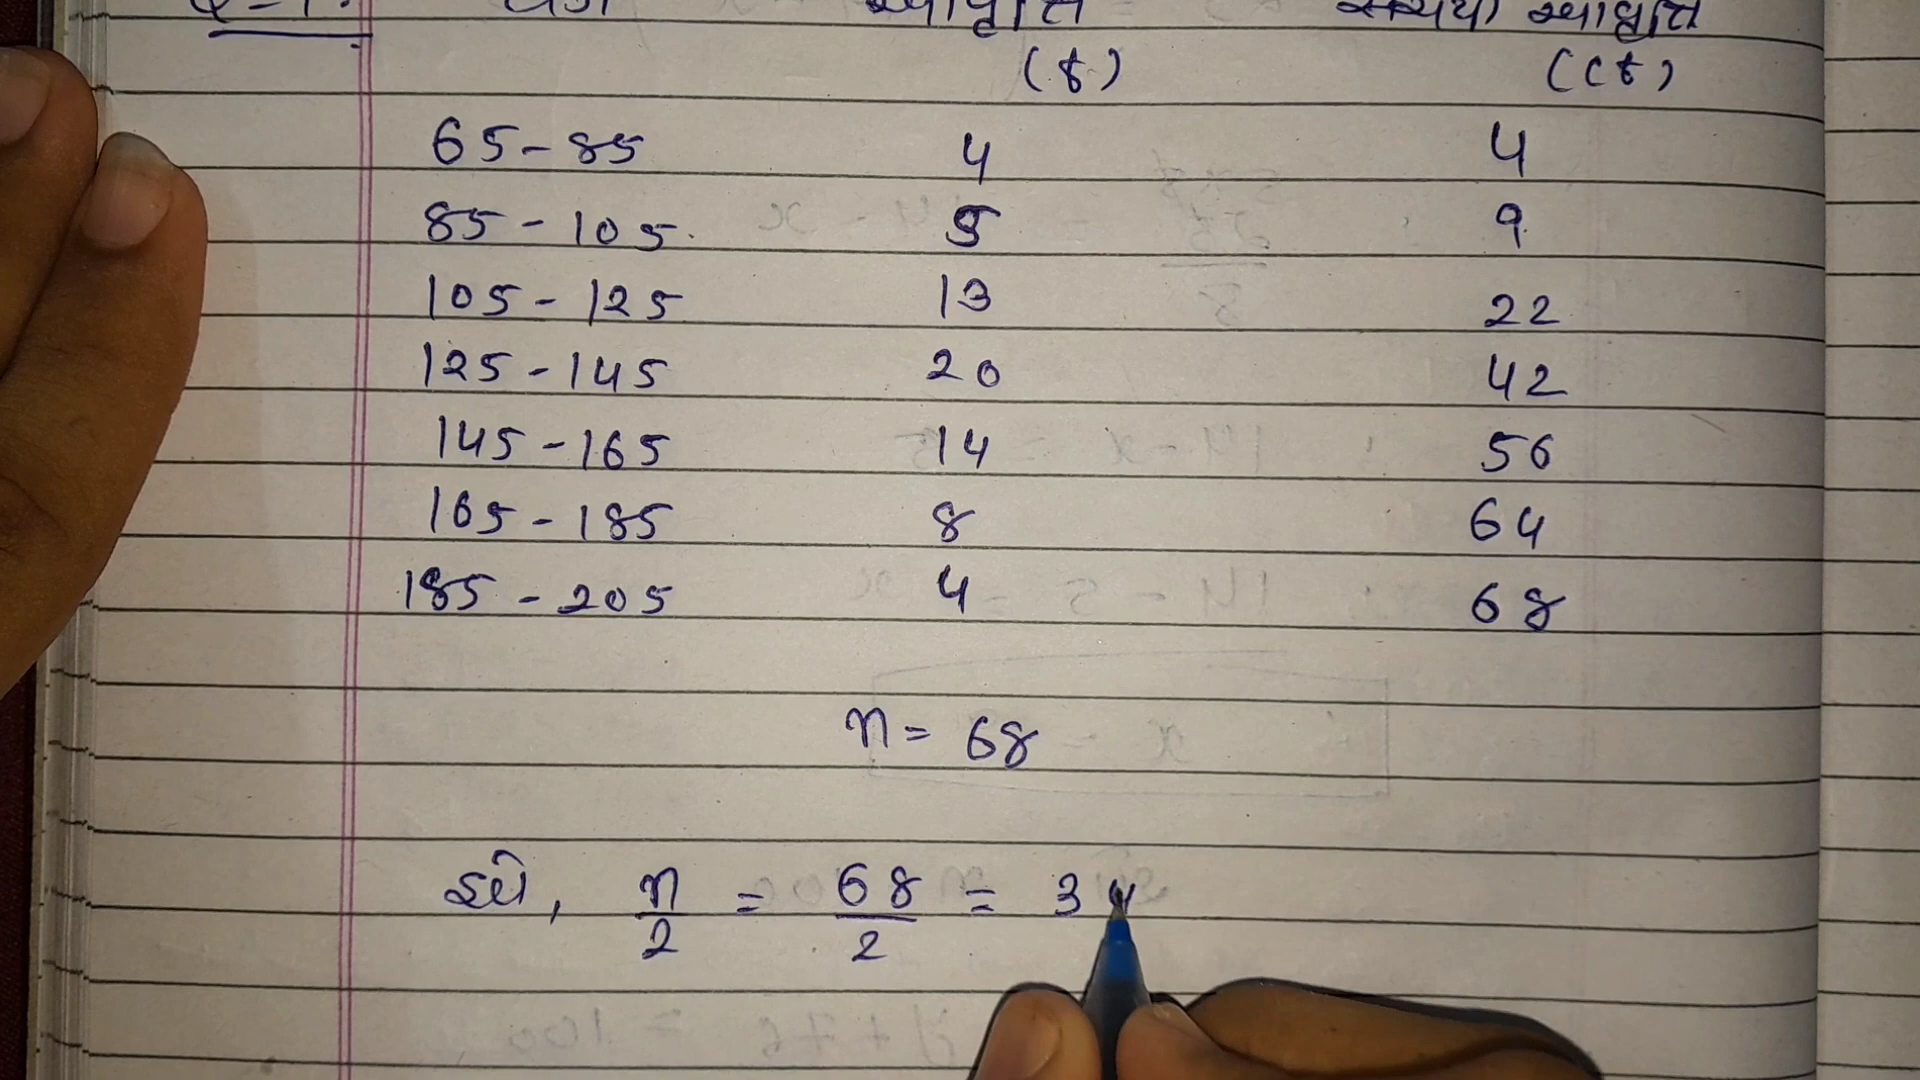 (f)	(cf)
65-85	4	4
85-105	5	9
105-125	13	22
125-145	20	42
145-165	14	56
165-185	8	64
185-205	4	68
n = 68
n/2 = 68/2 = 34